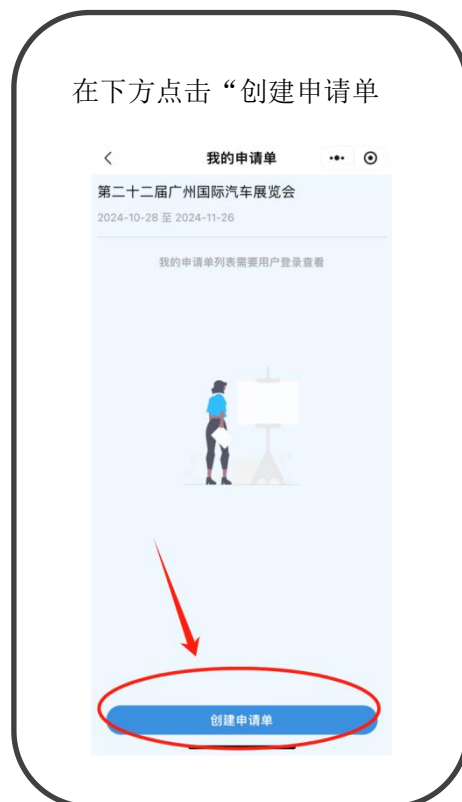 在下方点击“创建申请单
我的申请单
第二十二届广州国际汽车展览会
2024-10-28 至 2024-11-26
我的申请单列表需要用户登录查看
创建申请单